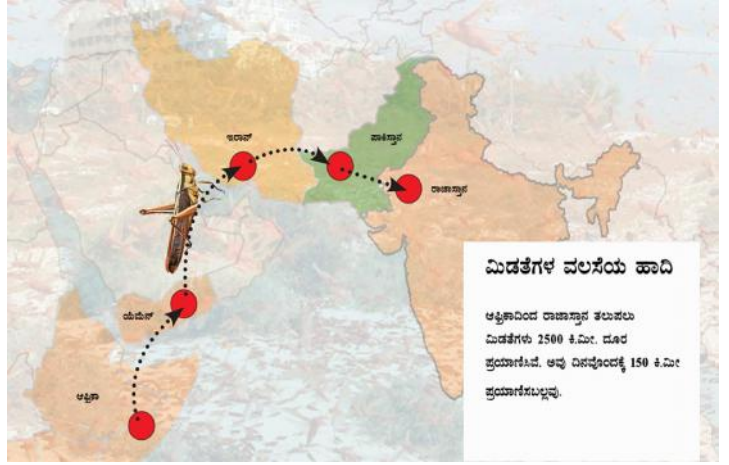 ಇರಾನ್
ಪಾಕಿಸ್ತಾನ
ರಾಜಾಸ್ತಾನ
ಯೆಮೆನ್
ಆಫ್ರಿಕಾ
ಮಿಡತೆಗಳ ವಲಸೆಯ ಹಾದಿ
ಆಫ್ರಿಕಾದಿಂದ ರಾಜಾಸ್ತಾನ ತಲುಪಲು
ಮಿಡತೆಗಳು 2500 ಕಿ.ಮೀ. ದೂರ
ಪ್ರಯಾಣಿಸಿವೆ. ಅವು ದಿನವೊಂದಕ್ಕೆ 150 ಕಿ.ಮೀ
ಪ್ರಯಾಣಿಸಬಲ್ಲವು.